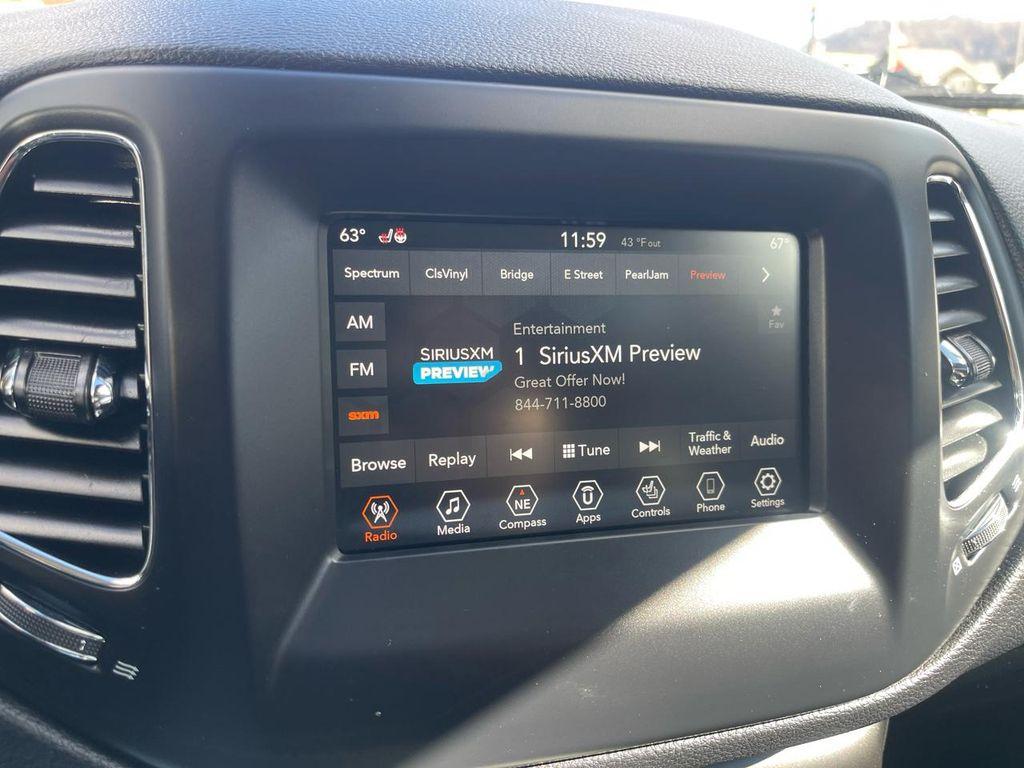 63° 11:59 43 °F out 67°
Spectrum ClsVinyl Bridge E Street PearlJam Preview
AM
FM
sxm
Fav
SIRIUSXM
PREVIEW
Entertainment
1 SiriusXM Preview
Great Offer Now!
844-711-8800
Browse Replay Tune Traffic & Weather Audio
NE
U
Radio Media Compass Apps Controls Phone Settings